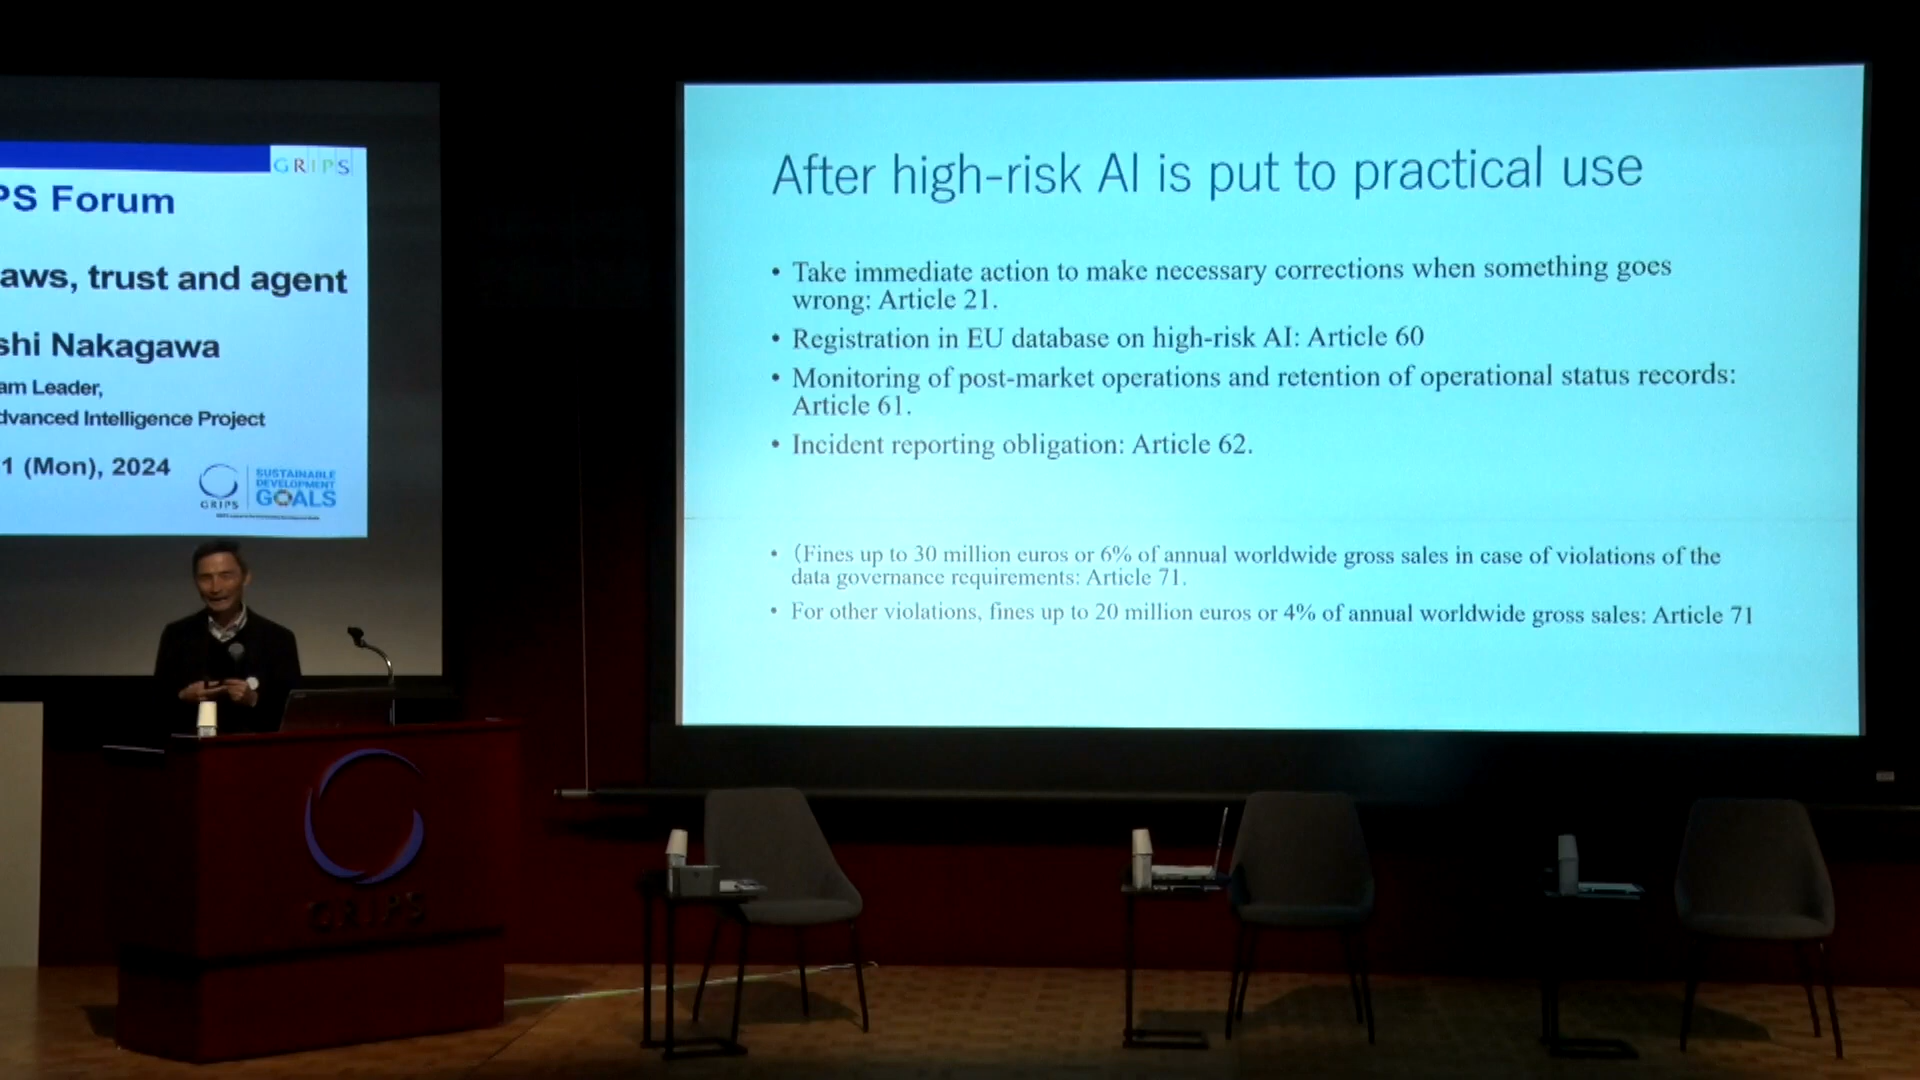 GRIPS
PS Forum
aws, trust and agent
shi Nakagawa
am Leader,
dvanced Intelligence Project
1 (Mon), 2024
GRIPS
SUSTAINABLE
DEVELOPMENT
GOALS
After high-risk AI is put to practical use
• Take immediate action to make necessary corrections when something goes
wrong: Article 21.
• Registration in EU database on high-risk AI: Article 60
• Monitoring of post-market operations and retention of operational status records:
Article 61.
• Incident reporting obligation: Article 62.
• (Fines up to 30 million euros or 6% of annual worldwide gross sales in case of violations of the
data governance requirements: Article 71.
• For other violations, fines up to 20 million euros or 4% of annual worldwide gross sales: Article 71
GRIPS